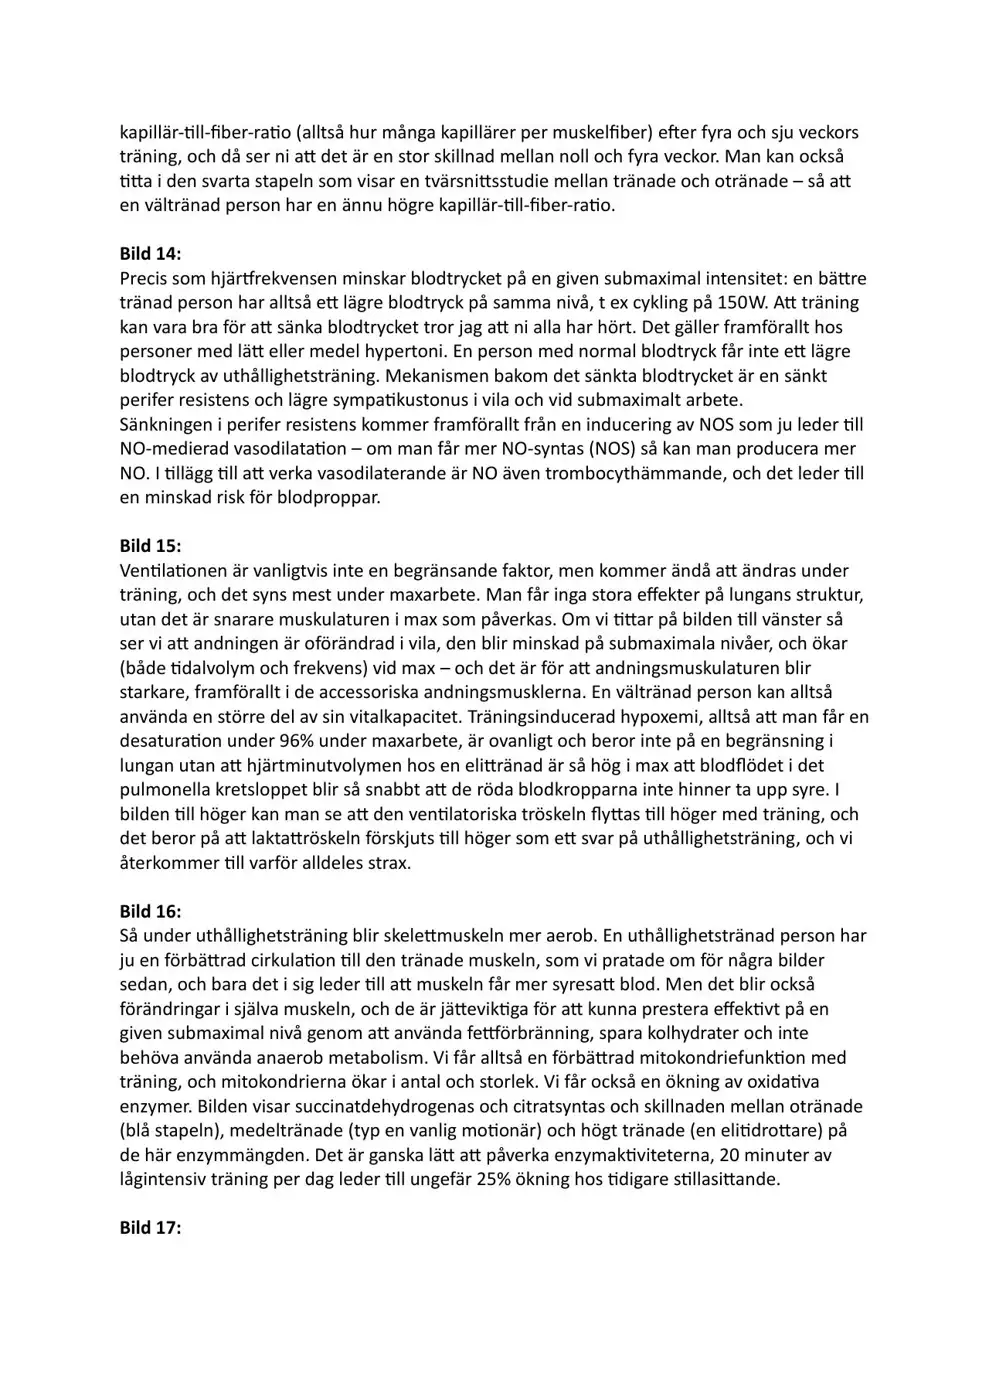 kapillär-till-fiber-ratio (alltså hur många kapillärer per muskelfiber) efter fyra och sju veckors
träning, och då ser ni att det är en stor skillnad mellan noll och fyra veckor. Man kan också
titta i den svarta stapeln som visar en tvärsnittsstudie mellan tränade och otränade – så att
en vältränad person har en ännu högre kapillär-till-fiber-ratio.
Bild 14:
Precis som hjärtfrekvensen minskar blodtrycket på en given submaximal intensitet: en bättre
tränad person har alltså ett lägre blodtryck på samma nivå, t ex cykling på 150W. Att träning
kan vara bra för att sänka blodtrycket tror jag att ni alla har hört. Det gäller framförallt hos
personer med lätt eller medel hypertoni. En person med normal blodtryck får inte ett lägre
blodtryck av uthållighetsträning. Mekanismen bakom det sänkta blodtrycket är en sänkt
perifer resistens och lägre sympatikustonus i vila och vid submaximalt arbete.
Sänkningen i perifer resistens kommer framförallt från en inducering av NOS som ju leder till
NO-medierad vasodilatation – om man får mer NO-syntas (NOS) så kan man producera mer
NO. I tillägg till att verka vasodilaterande är NO även trombocythämmande, och det leder till
en minskad risk för blodproppar.
Bild 15:
Ventilationen är vanligtvis inte en begränsande faktor, men kommer ändå att ändras under
träning, och det syns mest under maxarbete. Man får inga stora effekter på lungans struktur,
utan det är snarare muskulaturen i max som påverkas. Om vi tittar på bilden till vänster så
ser vi att andningen är oförändrad i vila, den blir minskad på submaximala nivåer, och ökar
(både tidalvolym och frekvens) vid max – och det är för att andningsmuskulaturen blir
starkare, framförallt i de accessoriska andningsmusklerna. En vältränad person kan alltså
använda en större del av sin vitalkapacitet. Träningsinducerad hypoxemi, alltså att man får en
desaturation under 96% under maxarbete, är ovanligt och beror inte på en begränsning i
lungan utan att hjärtminutvolymen hos en elittränad är så hög i max att blodflödet i det
pulmonella kretsloppet blir så snabbt att de röda blodkropparna inte hinner ta upp syre. I
bilden till höger kan man se att den ventilatoriska tröskeln flyttas till höger med träning, och
det beror på att laktattröskeln förskjuts till höger som ett svar på uthållighetsträning, och vi
återkommer till varför alldeles strax.
Bild 16:
Så under uthållighetsträning blir skelettmuskeln mer aerob. En uthållighetstränad person har
ju en förbättrad cirkulation till den tränade muskeln, som vi pratade om för några bilder
sedan, och bara det i sig leder till att muskeln får mer syresatt blod. Men det blir också
förändringar i själva muskeln, och de är jätteviktiga för att kunna prestera effektivt på en
given submaximal nivå genom att använda fettförbränning, spara kolhydrater och inte
behöva använda anaerob metabolism. Vi får alltså en förbättrad mitokondriefunktion med
träning, och mitokondrierna ökar i antal och storlek. Vi får också en ökning av oxidativa
enzymer. Bilden visar succinatdehydrogenas och citratsyntas och skillnaden mellan otränade
(blå stapeln), medeltränade (typ en vanlig motionär) och högt tränade (en elitidrottare) på
de här enzymmängden. Det är ganska lätt att påverka enzymaktiviteterna, 20 minuter av
lågintensiv träning per dag leder till ungefär 25% ökning hos tidigare stillasittande.
Bild 17: